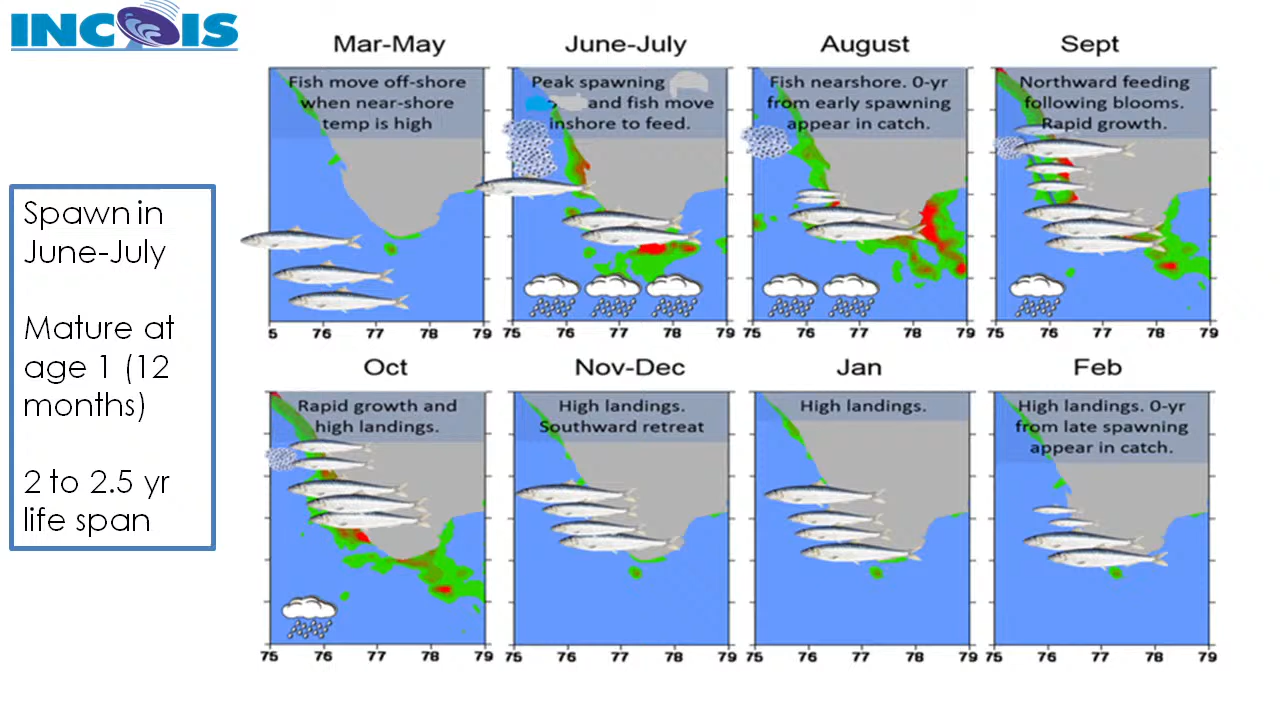 INCOIS
Spawn in
June-July
Mature at
age 1 (12
months)
2 to 2.5 yr
life span
Mar-May
Fish move off-shore
when near-shore
temp is high
5 76 77 78 79
June-July
Peak spawning
and fish move
inshore to feed.
75 76 77 78 79
August
Fish nearshore. 0-yr
from early spawning
appear in catch.
75 76 77 78 79
Sept
Northward feeding
following blooms.
Rapid growth.
75 76 77 78 79
Oct
Rapid growth and
high landings.
75 76 77 78 79
Nov-Dec
High landings.
Southward retreat
75 76 77 78 79
Jan
High landings.
75 76 77 78 79
Feb
High landings. 0-yr
from late spawning
appear in catch.
75 76 77 78 79